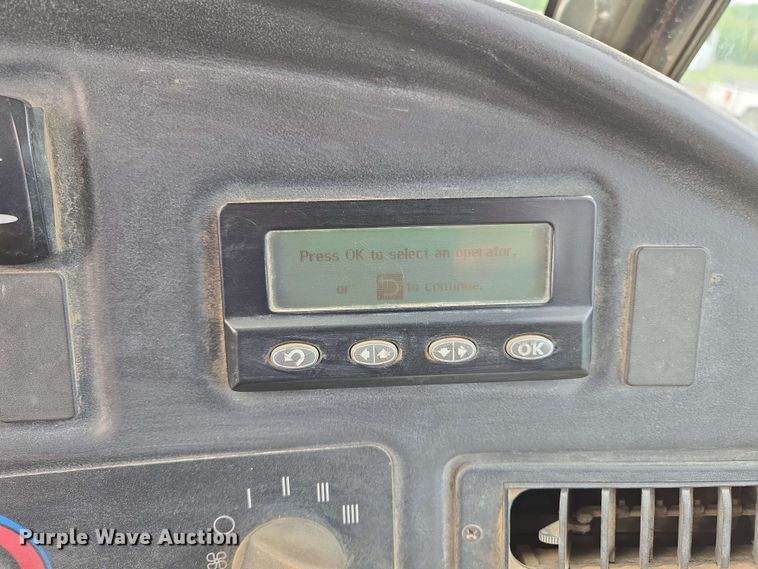 Press OK to select an operator.
or to continue.
OK
I II III IIII
Purple Wave Auction®